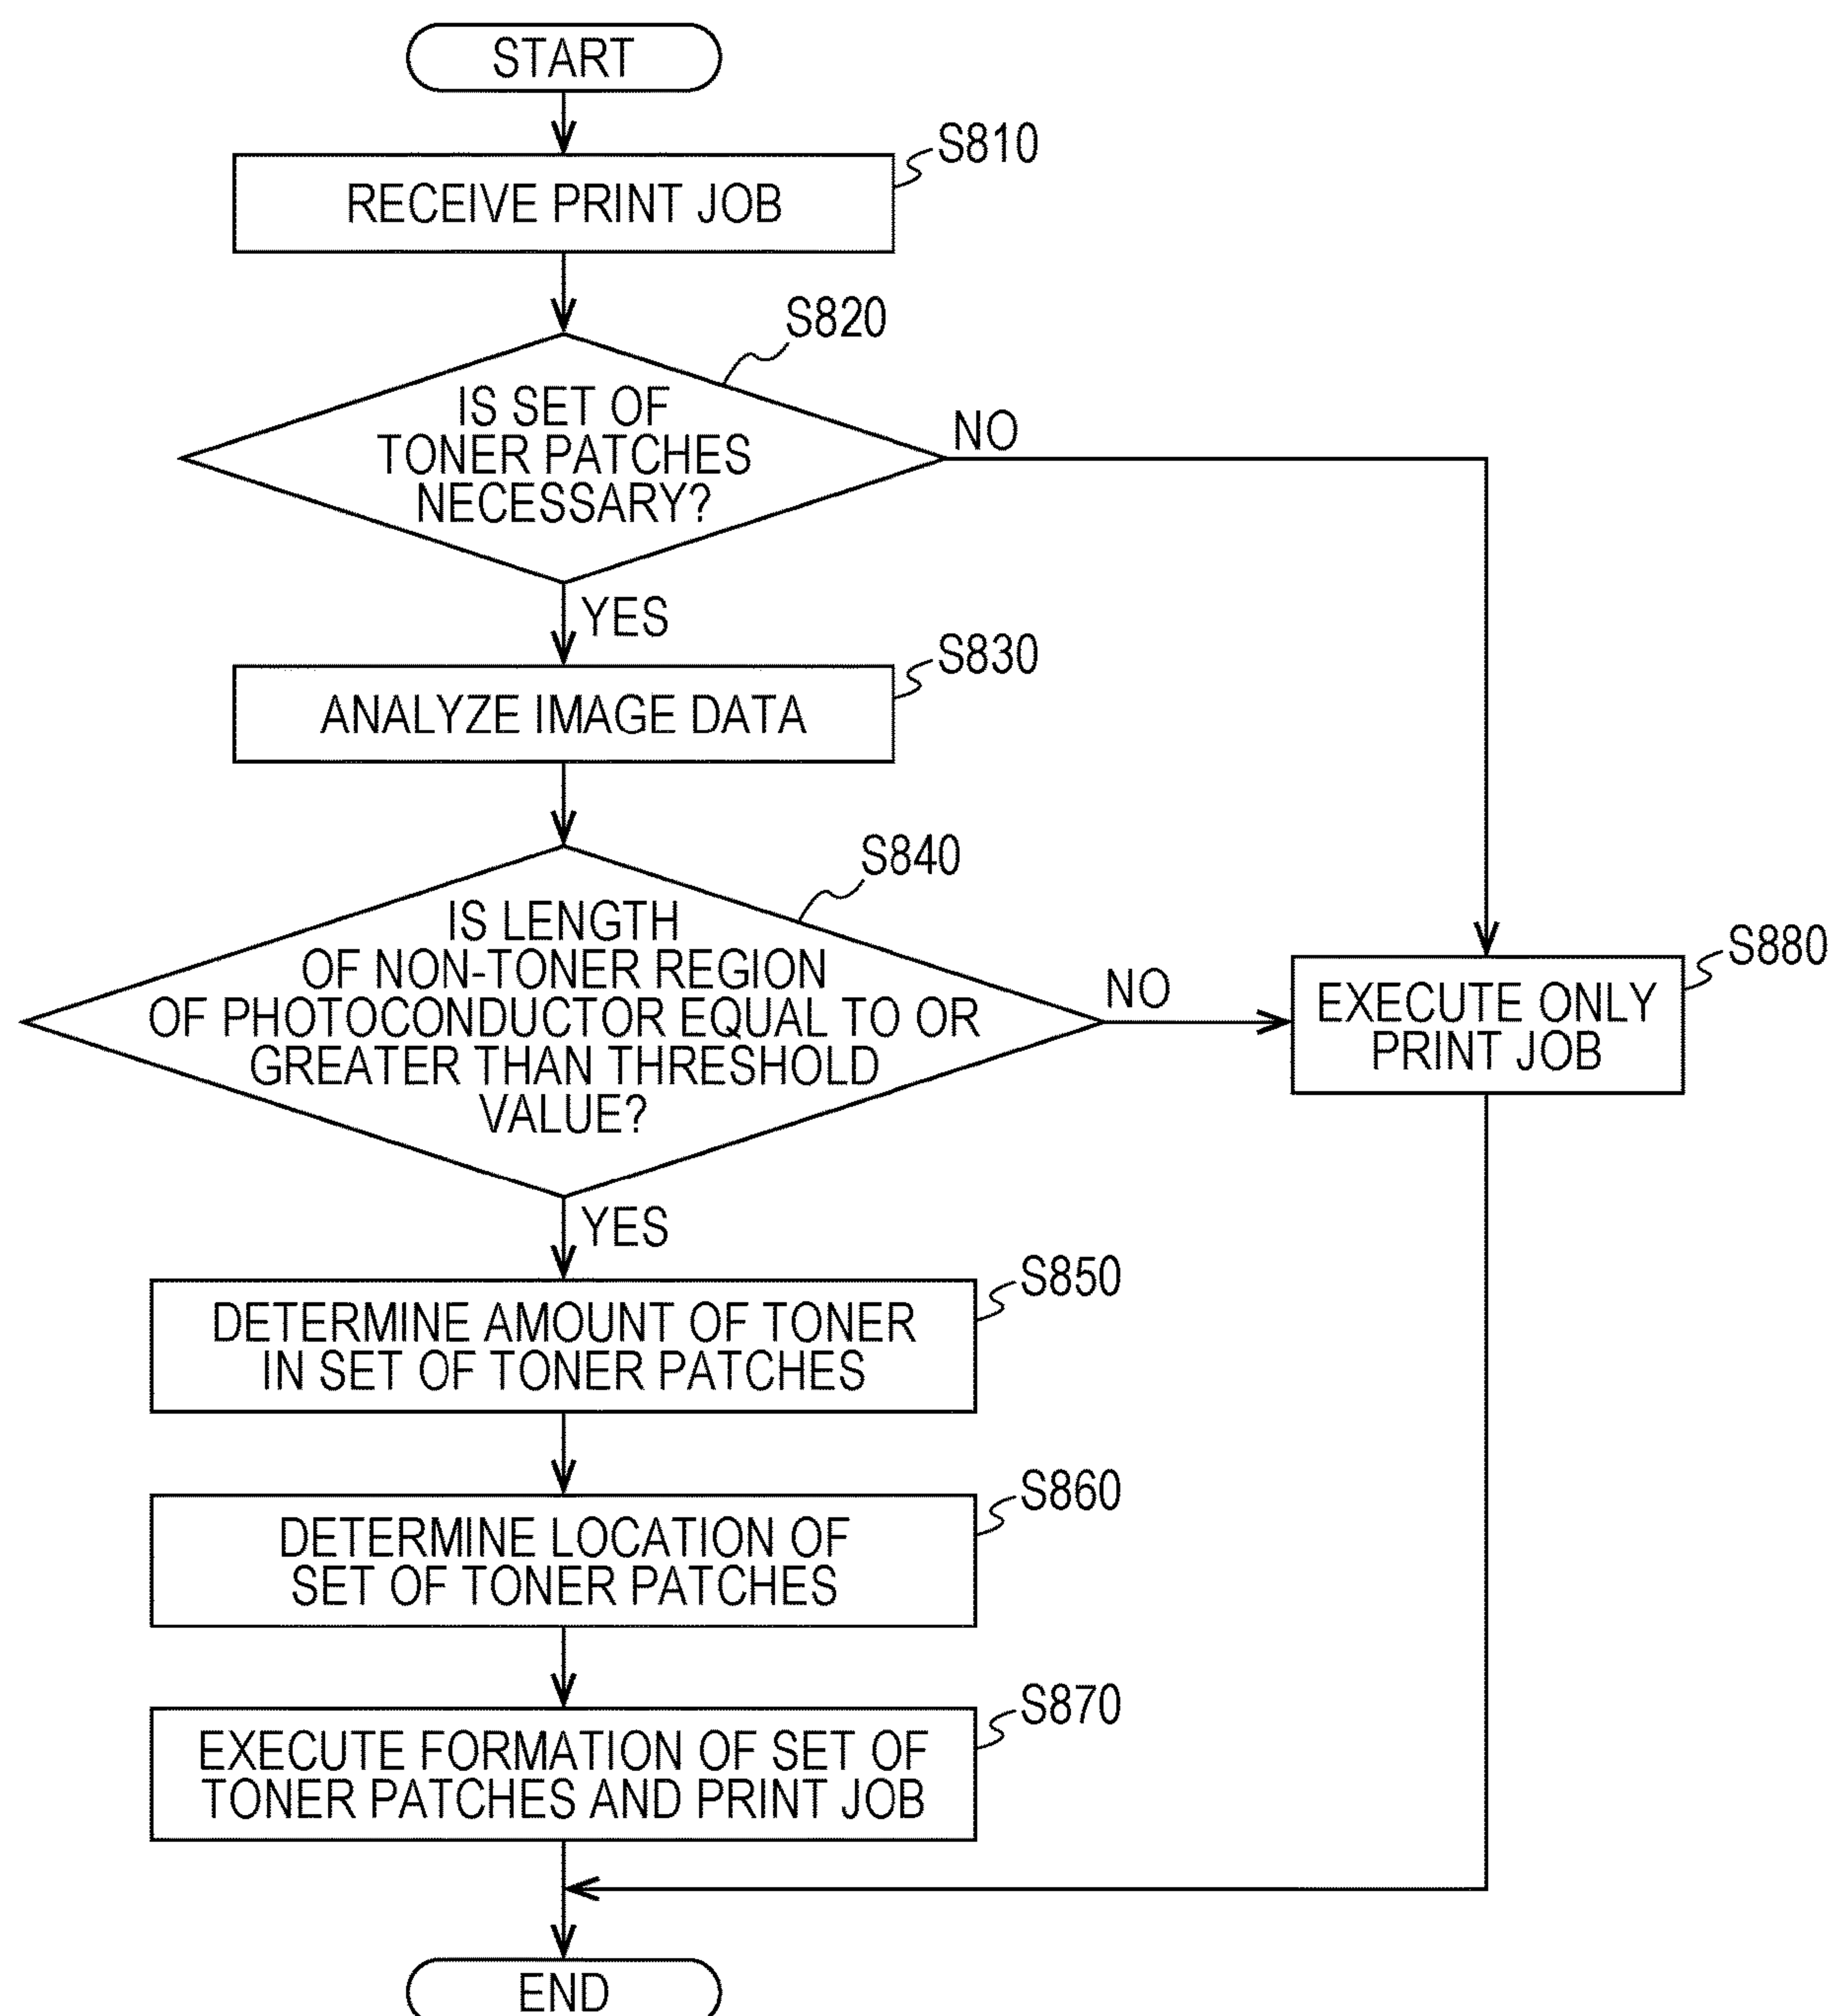 START
S810
RECEIVE PRINT JOB
S820
IS SET OF
TONER PATCHES
NECESSARY?
NO
YES
S830
ANALYZE IMAGE DATA
S840
IS LENGTH
OF NON-TONER REGION
OF PHOTOCONDUCTOR EQUAL TO OR
GREATER THAN THRESHOLD
VALUE?
NO
S880
EXECUTE ONLY
PRINT JOB
YES
S850
DETERMINE AMOUNT OF TONER
IN SET OF TONER PATCHES
S860
DETERMINE LOCATION OF
SET OF TONER PATCHES
S870
EXECUTE FORMATION OF SET OF
TONER PATCHES AND PRINT JOB
END